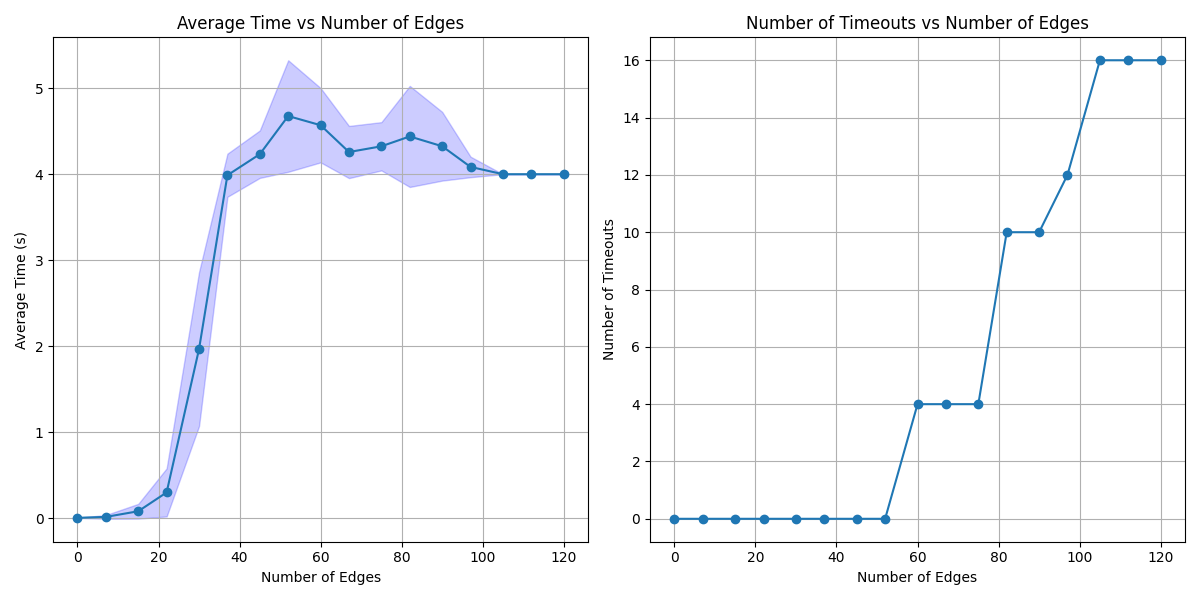 Average Time vs Number of Edges
Average Time (s)
5
4
3
2
1
0
0 20 40 60 80 100 120
Number of Edges
Number of Timeouts vs Number of Edges
Number of Timeouts
16
14
12
10
8
6
4
2
0
0 20 40 60 80 100 120
Number of Edges